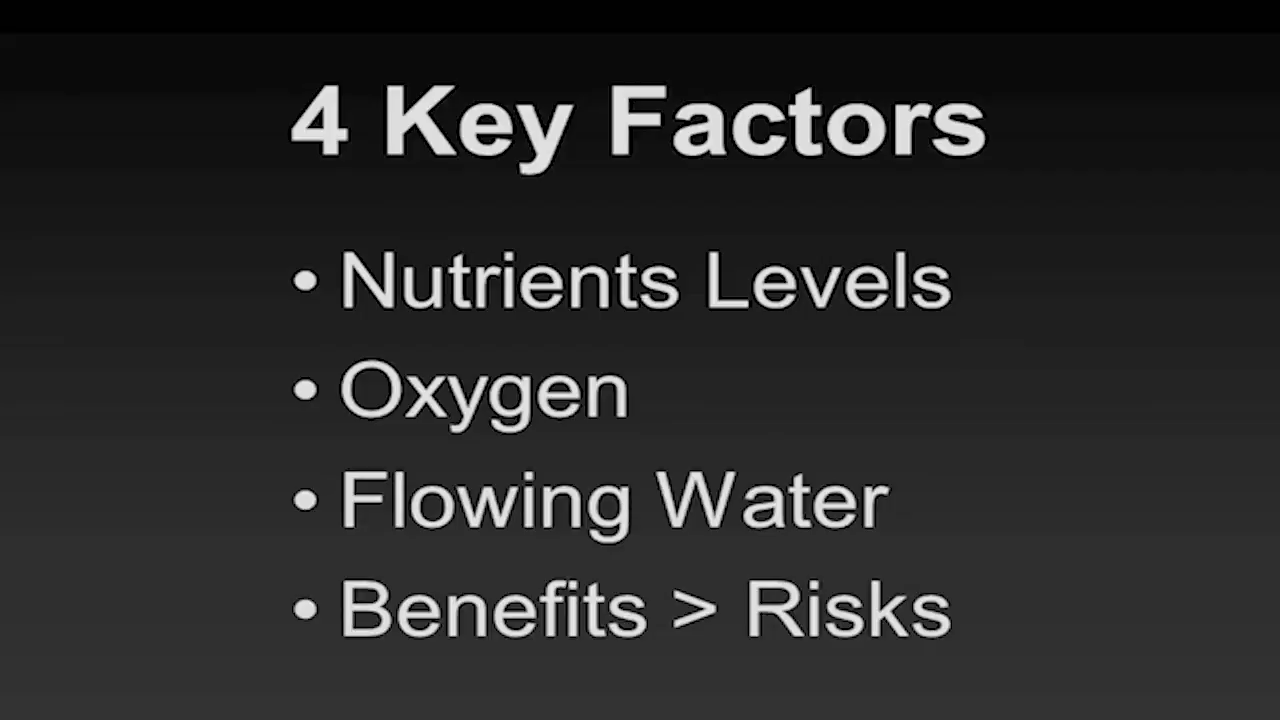 4 Key Factors
• Nutrients Levels
• Oxygen
• Flowing Water
• Benefits > Risks